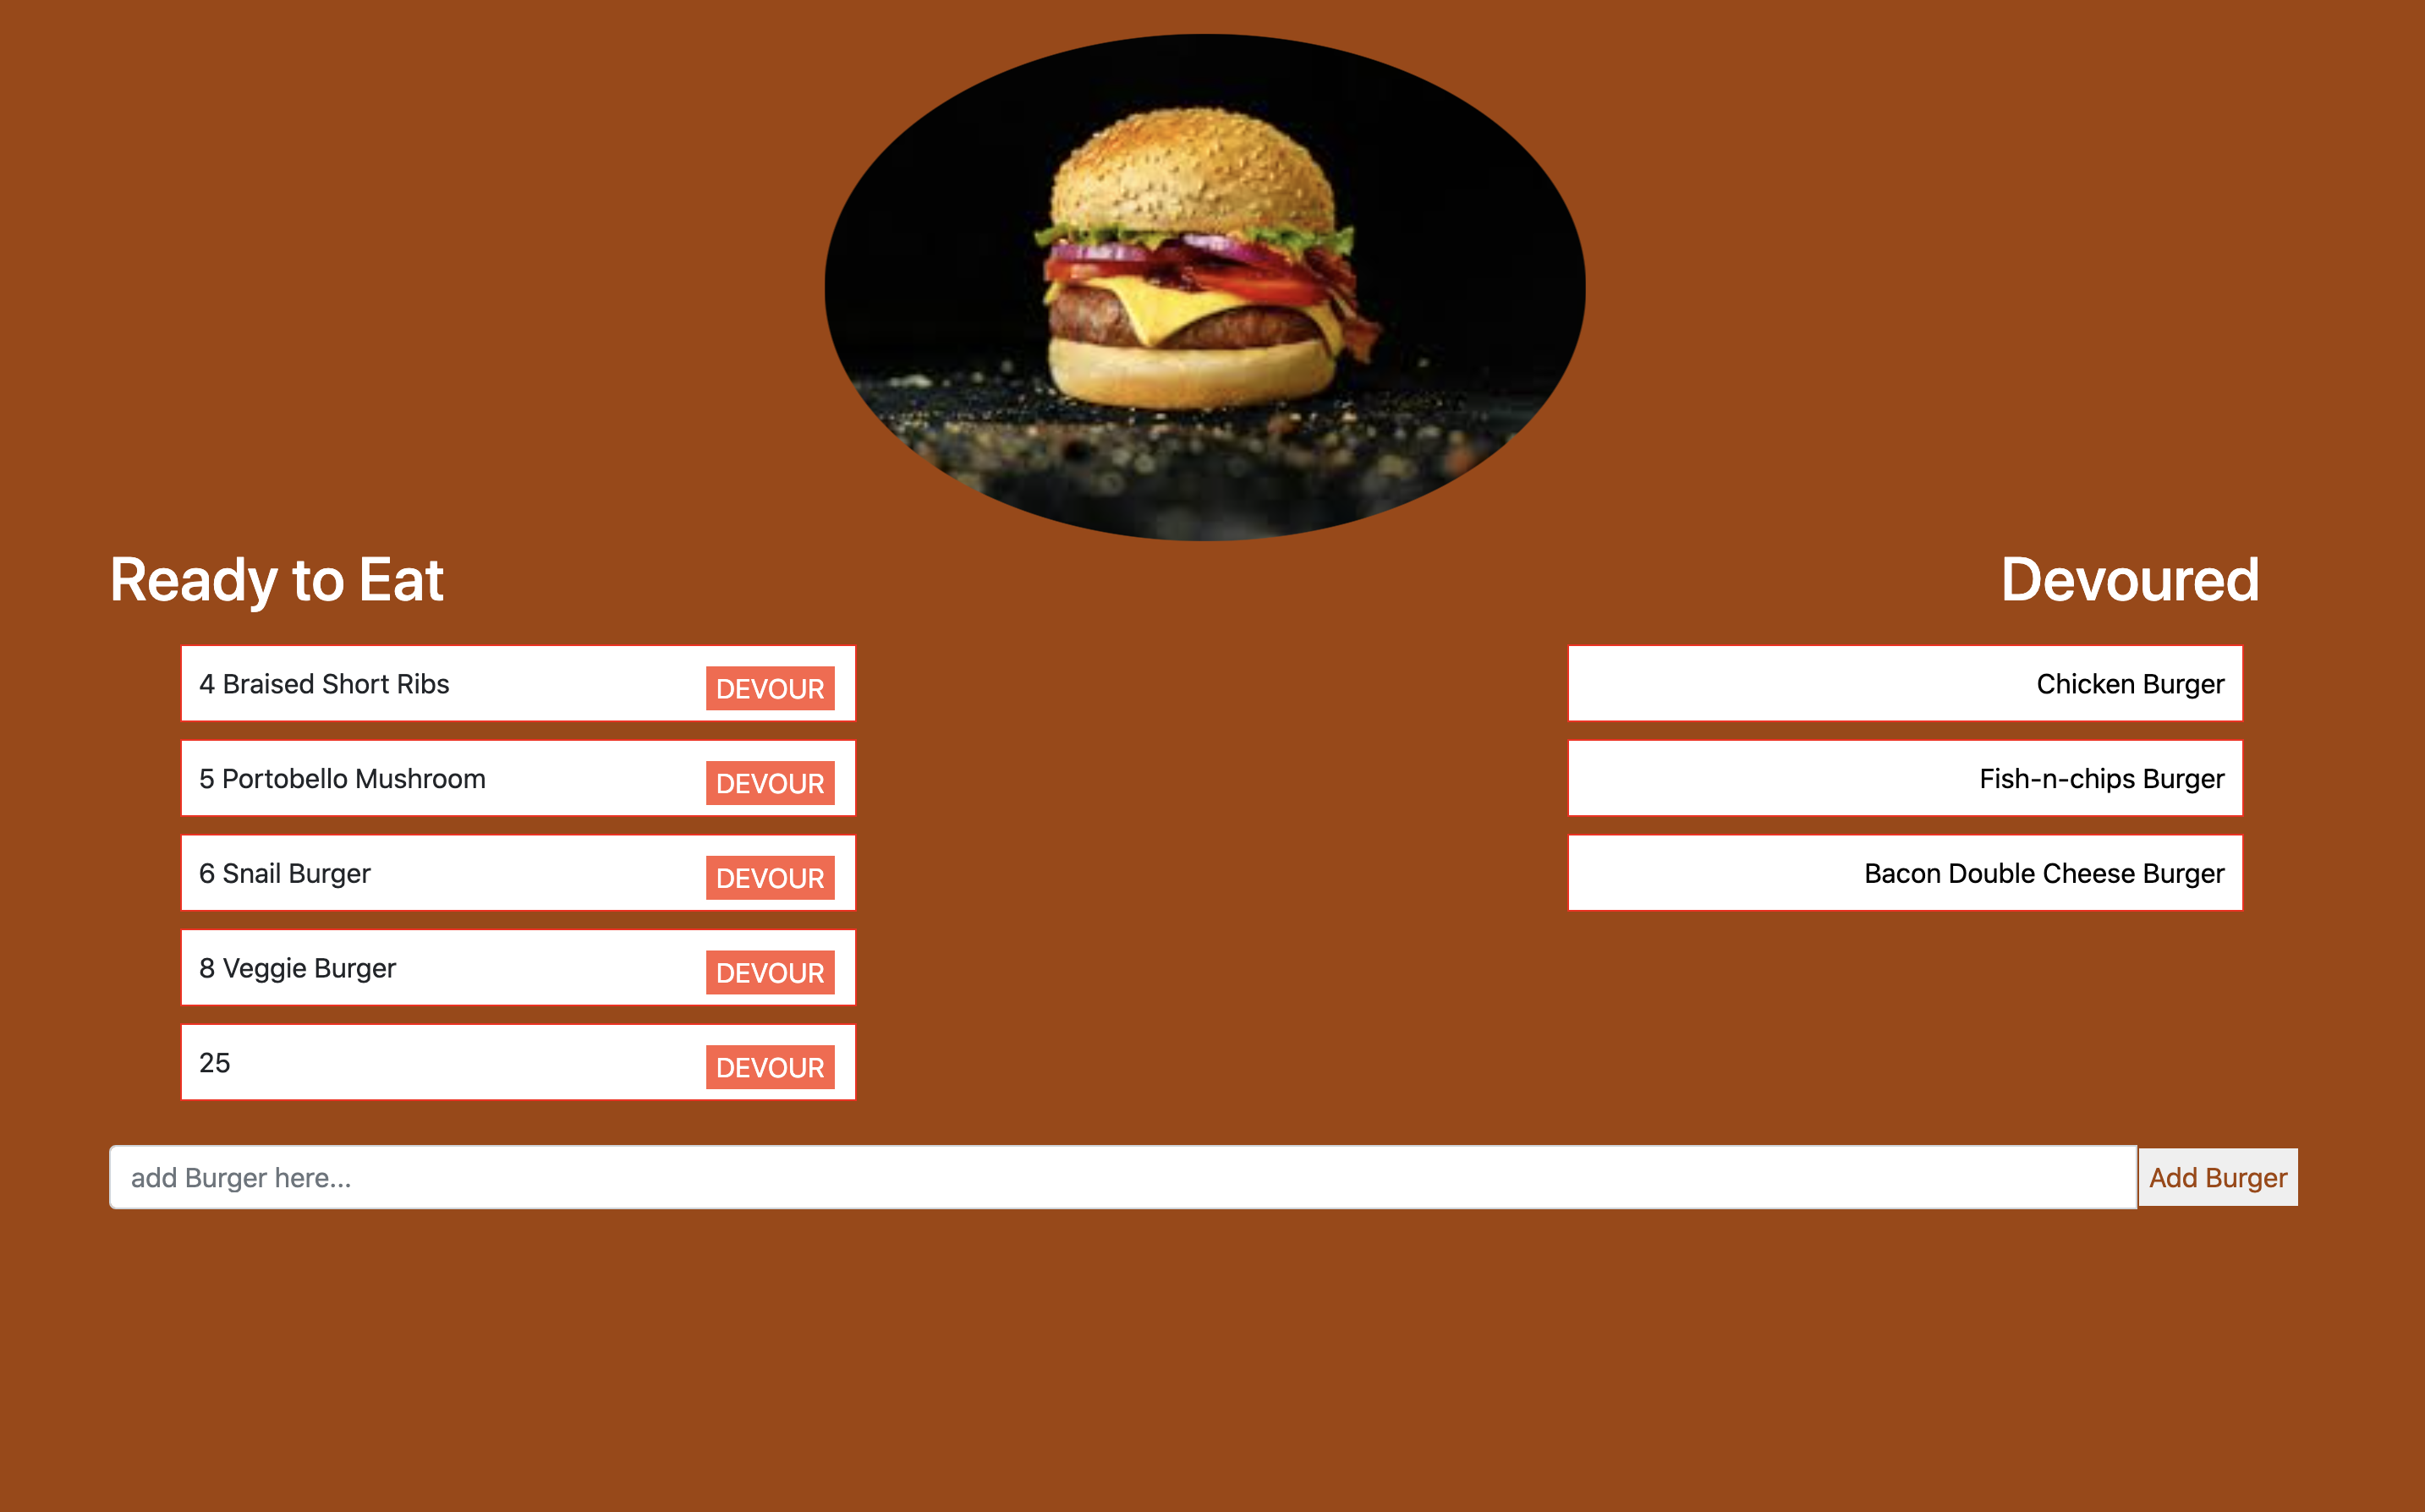 Ready to Eat
4 Braised Short Ribs DEVOUR
5 Portobello Mushroom DEVOUR
6 Snail Burger DEVOUR
8 Veggie Burger DEVOUR
25 DEVOUR
Devoured
Chicken Burger
Fish-n-chips Burger
Bacon Double Cheese Burger
add Burger here... Add Burger